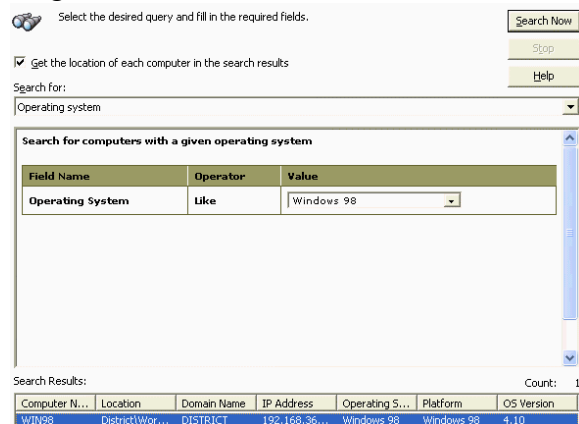 Select the desired query and fill in the required fields.
Search Now
Stop
Get the location of each computer in the search results
Help
Search for:
Operating system
Search for computers with a given operating system
Field Name Operator Value
Operating System Like Windows 98
Search Results:
Count: 1
Computer N... Location Domain Name IP Address Operating S... Platform OS Version
WIN98 District\Wor... DISTRICT 192.168.36... Windows 98 Windows 98 4.10